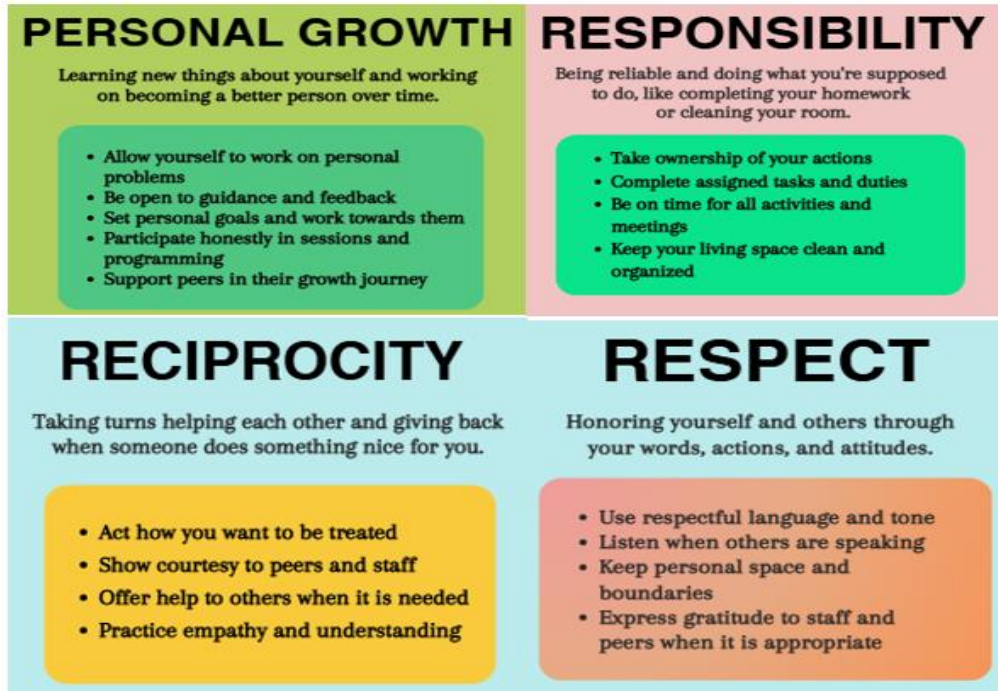 PERSONAL GROWTH
Learning new things about yourself and working
on becoming a better person over time.
• Allow yourself to work on personal
problems
• Be open to guidance and feedback
• Set personal goals and work towards them
• Participate honestly in sessions and
programming
• Support peers in their growth journey
RESPONSIBILITY
Being reliable and doing what you're supposed
to do, like completing your homework
or cleaning your room.
• Take ownership of your actions
• Complete assigned tasks and duties
• Be on time for all activities and
meetings
• Keep your living space clean and
organized
RECIPROCITY
Taking turns helping each other and giving back
when someone does something nice for you.
• Act how you want to be treated
• Show courtesy to peers and staff
• Offer help to others when it is needed
• Practice empathy and understanding
RESPECT
Honoring yourself and others through
your words, actions, and attitudes.
• Use respectful language and tone
• Listen when others are speaking
• Keep personal space and
boundaries
• Express gratitude to staff and
peers when it is appropriate